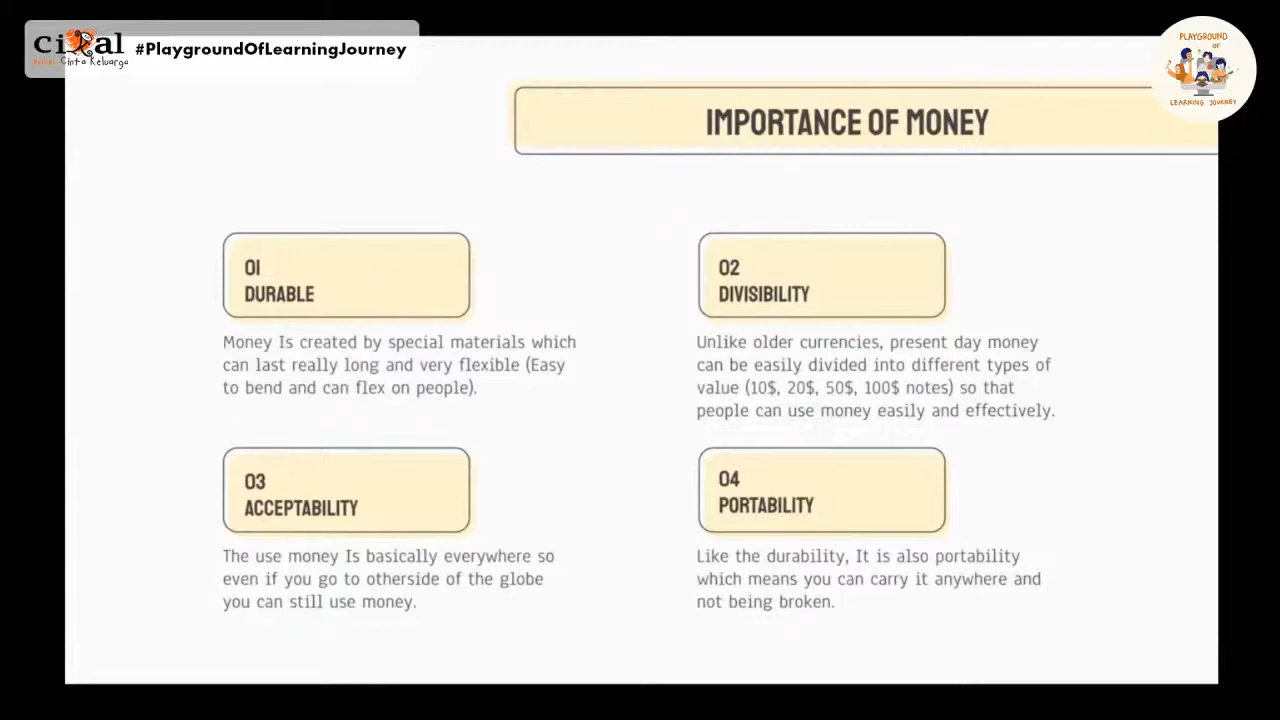 ciKal
Cinta Keluarga
#PlaygroundOfLearningJourney
PLAYGROUND
OF
LEARNING JOURNEY
IMPORTANCE OF MONEY
01
DURABLE
Money Is created by special materials which
can last really long and very flexible (Easy
to bend and can flex on people).
02
DIVISIBILITY
Unlike older currencies, present day money
can be easily divided into different types of
value (10$, 20$, 50$, 100$ notes) so that
people can use money easily and effectively.
03
ACCEPTABILITY
The use money Is basically everywhere so
even if you go to otherside of the globe
you can still use money.
04
PORTABILITY
Like the durability, It is also portability
which means you can carry it anywhere and
not being broken.